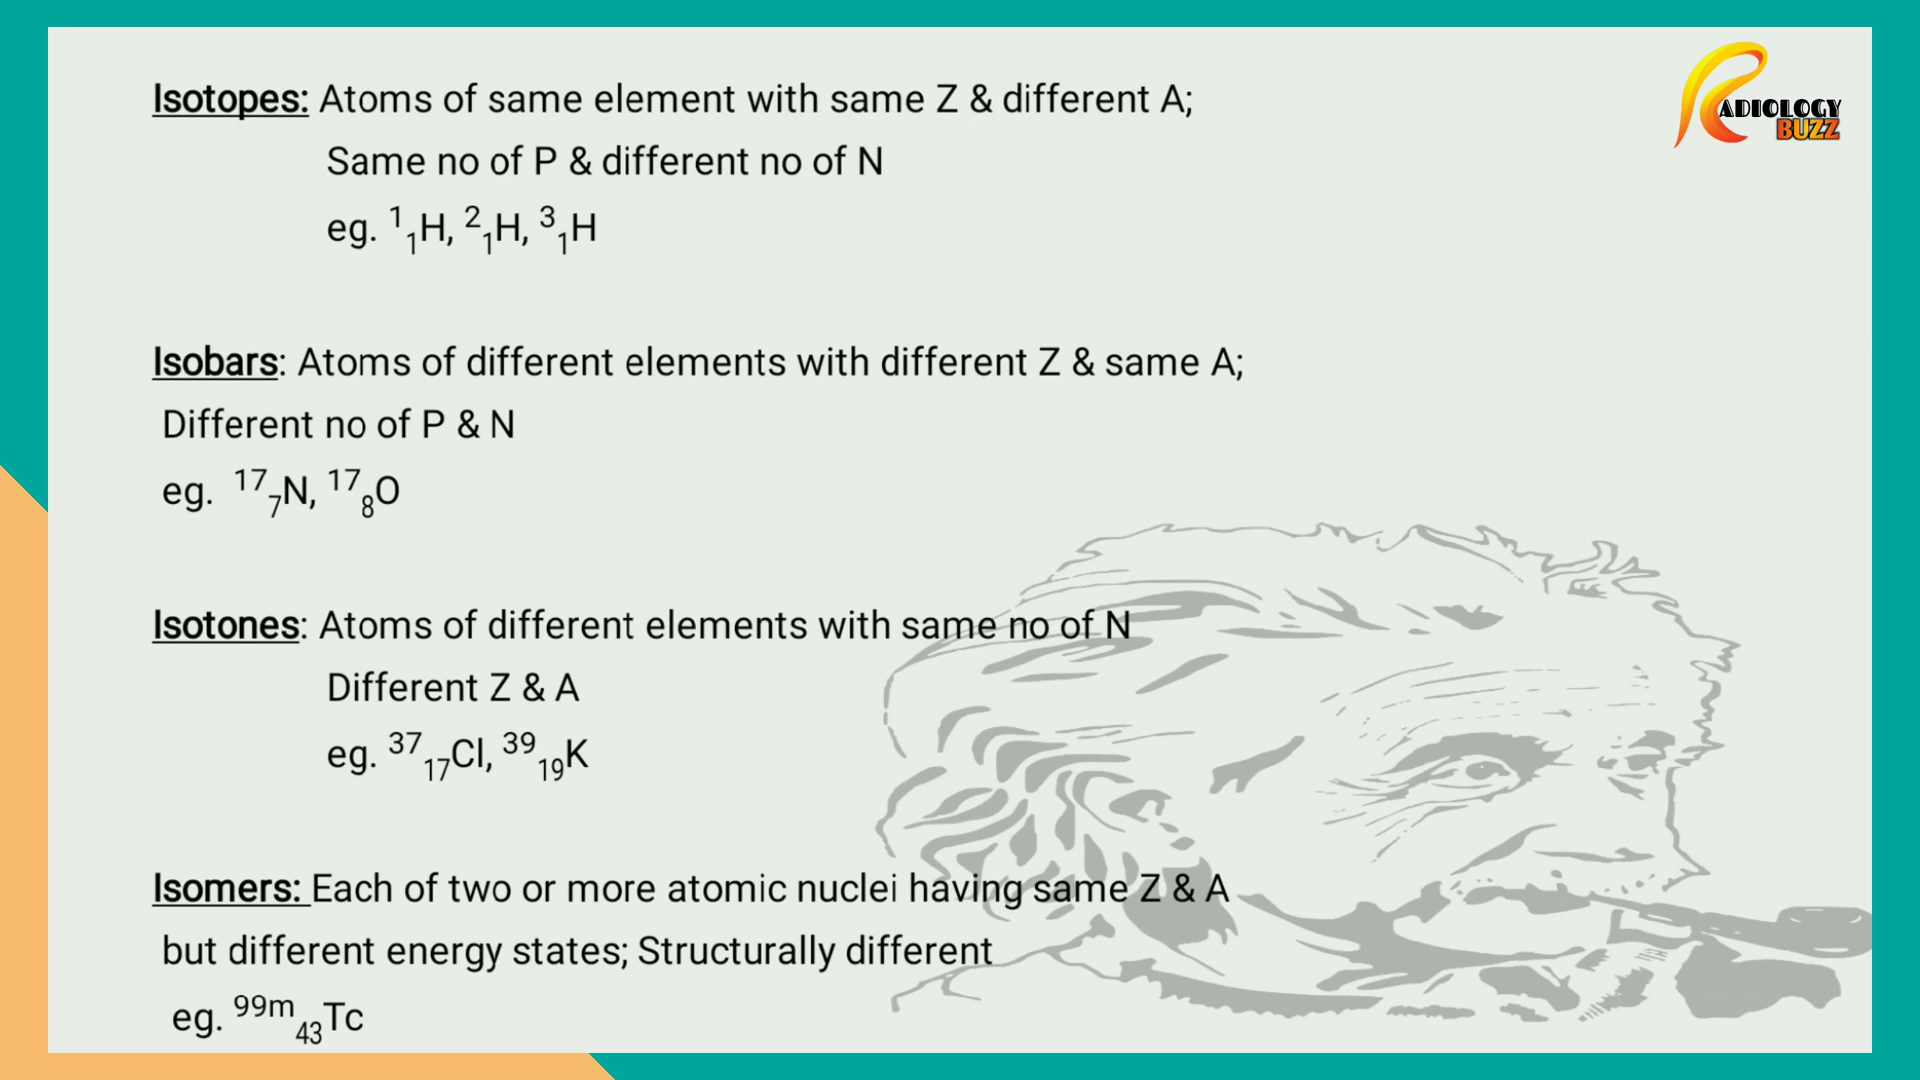 Isotopes: Atoms of same element with same Z & different A;
Same no of P & different no of N
eg. ¹₁H, ²₁H, ³₁H
Isobars: Atoms of different elements with different Z & same A;
Different no of P & N
eg. ¹⁷₇N, ¹⁷₈O
Isotones: Atoms of different elements with same no of N
Different Z & A
eg. ³⁷₁₇Cl, ³⁹₁₉K
Isomers: Each of two or more atomic nuclei having same Z & A
but different energy states; Structurally different
eg. ⁹⁹ᵐ₄₃Tc
RADIOLOGY
BUZZ